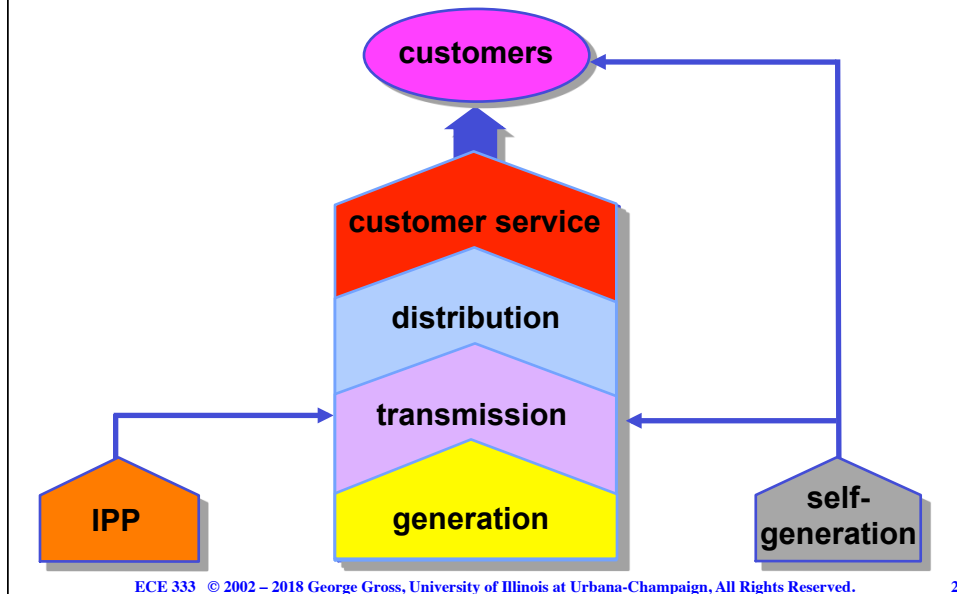 customers
customer service
distribution
transmission
IPP
generation
self-
generation
ECE 333 © 2002 – 2018 George Gross, University of Illinois at Urbana-Champaign, All Rights Reserved.
2